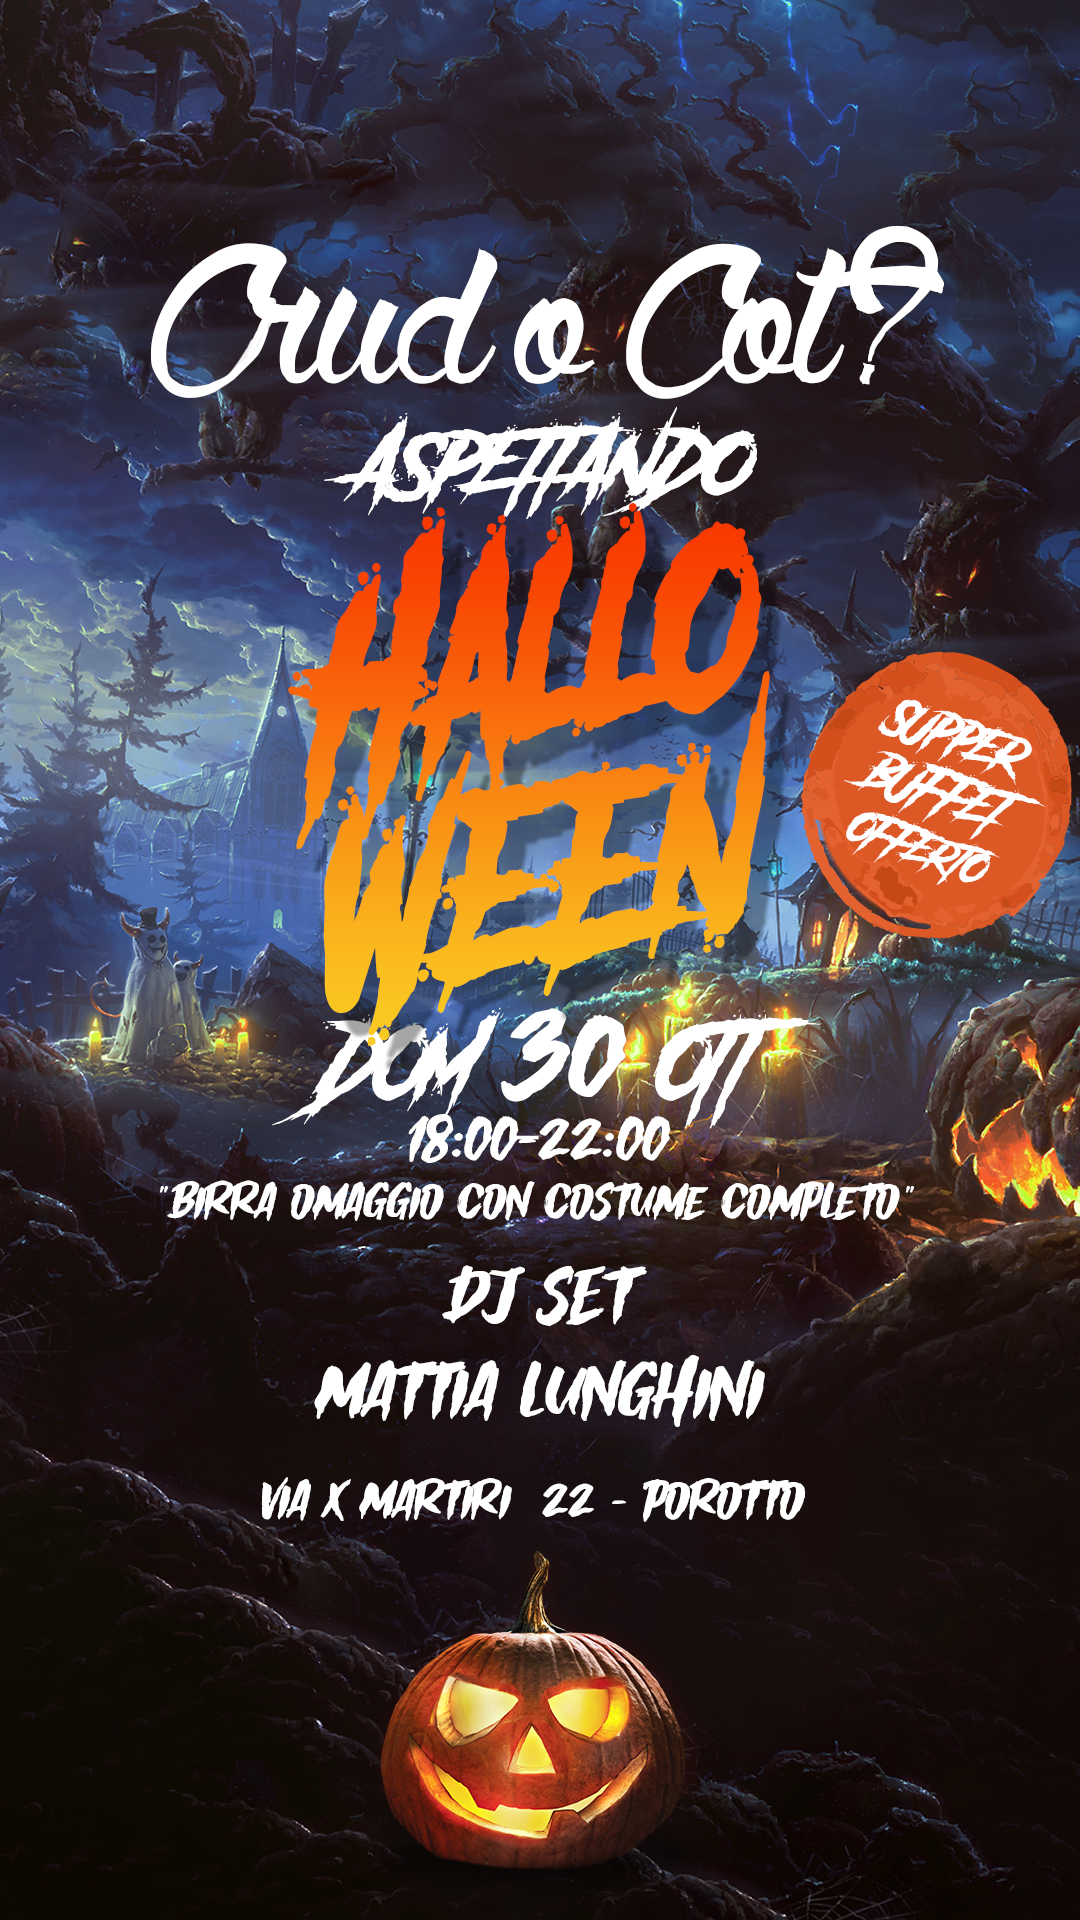 Crud o Cot?
ASPETTANDO
HALLO
WEEN
SUPPER
BUFFET
OFFERTO
DOM 30 OTT
18:00-22:00
"BIRRA OMAGGIO CON COSTUME COMPLETO"
DJ SET
MATTIA LUNGHINI
VIA X MARTIRI 22 - POROTTO